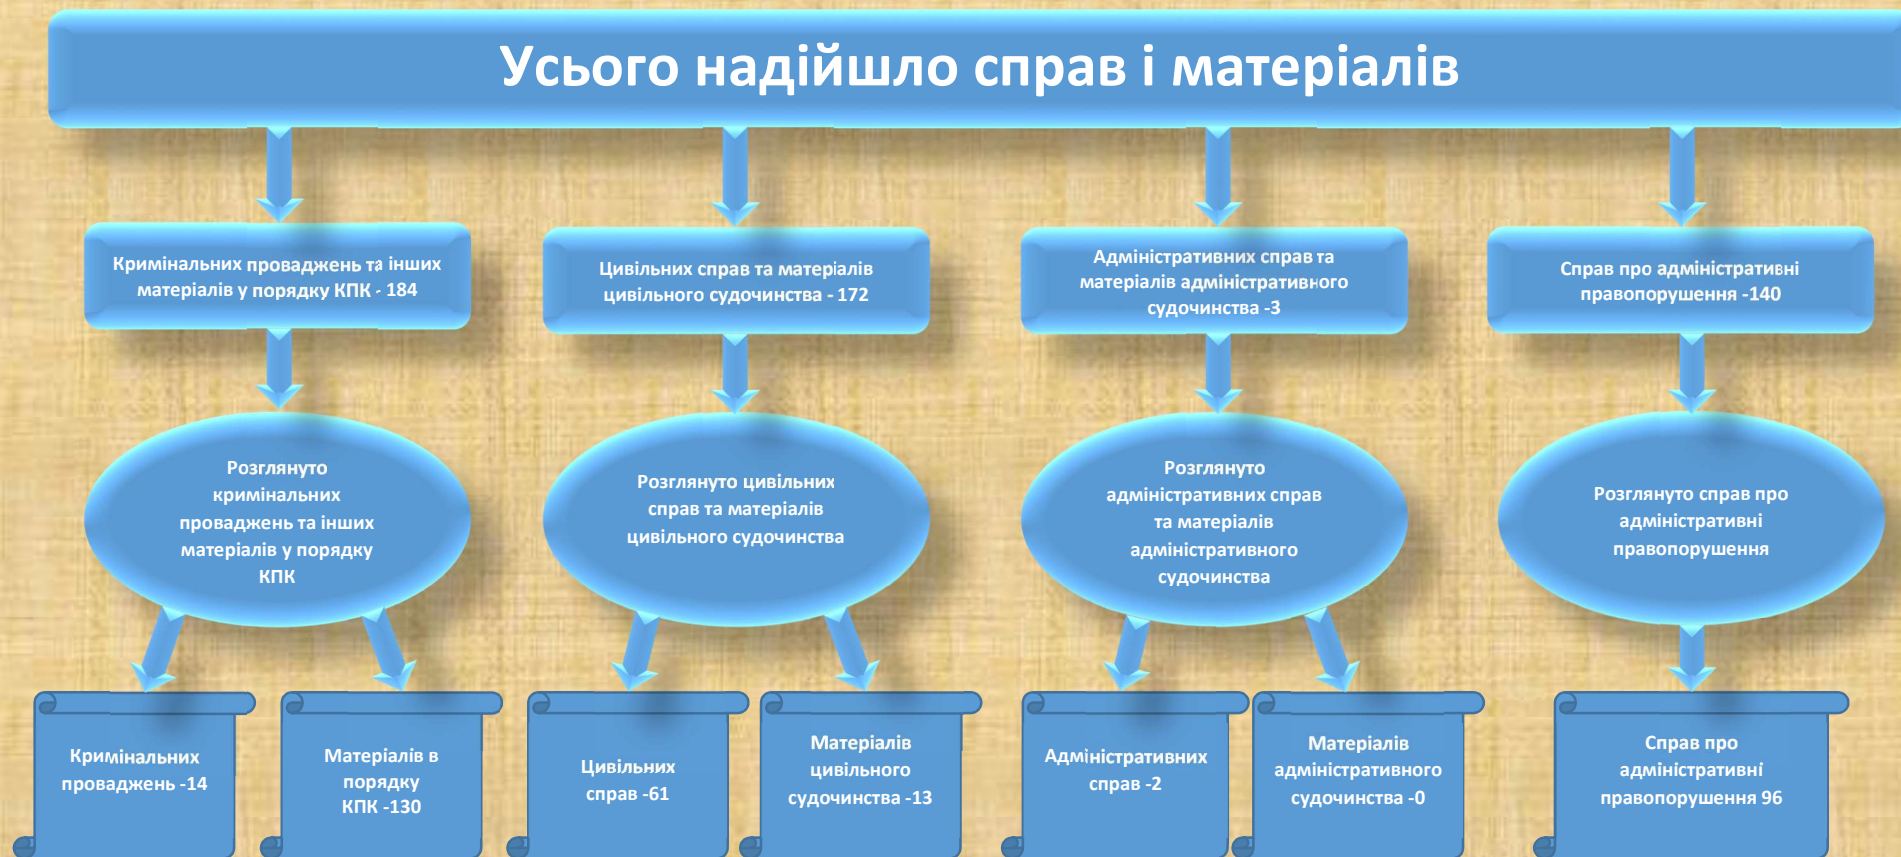 Усього надійшло справ і матеріалів
Кримінальних проваджень та інших
матеріалів у порядку КПК - 184
Цивільних справ та матеріалів
цивільного судочинства - 172
Адміністративних справ та
матеріалів адміністративного
судочинства -3
Справ про адміністративні
правопорушення -140
Розглянуто
кримінальних
проваджень та інших
матеріалів у порядку
КПК
Розглянуто цивільних
справ та матеріалів
цивільного судочинства
Розглянуто
адміністративних справ
та матеріалів
адміністративного
судочинства
Розглянуто справ про
адміністративні
правопорушення
Кримінальних
проваджень -14
Матеріалів в
порядку
КПК -130
Цивільних
справ -61
Матеріалів
цивільного
судочинства -13
Адміністративних
справ -2
Матеріалів
адміністративного
судочинства -0
Справ про
адміністративні
правопорушення 96